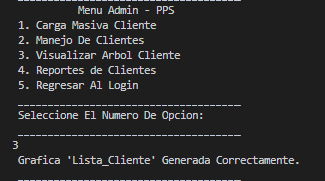 Menu Admin - PPS
1. Carga Masiva Cliente
2. Manejo De Clientes
3. Visualizar Arbol Cliente
4. Reportes de Clientes
5. Regresar Al Login
Seleccione El Numero De Opcion:
3
Grafica 'Lista_Cliente' Generada Correctamente.